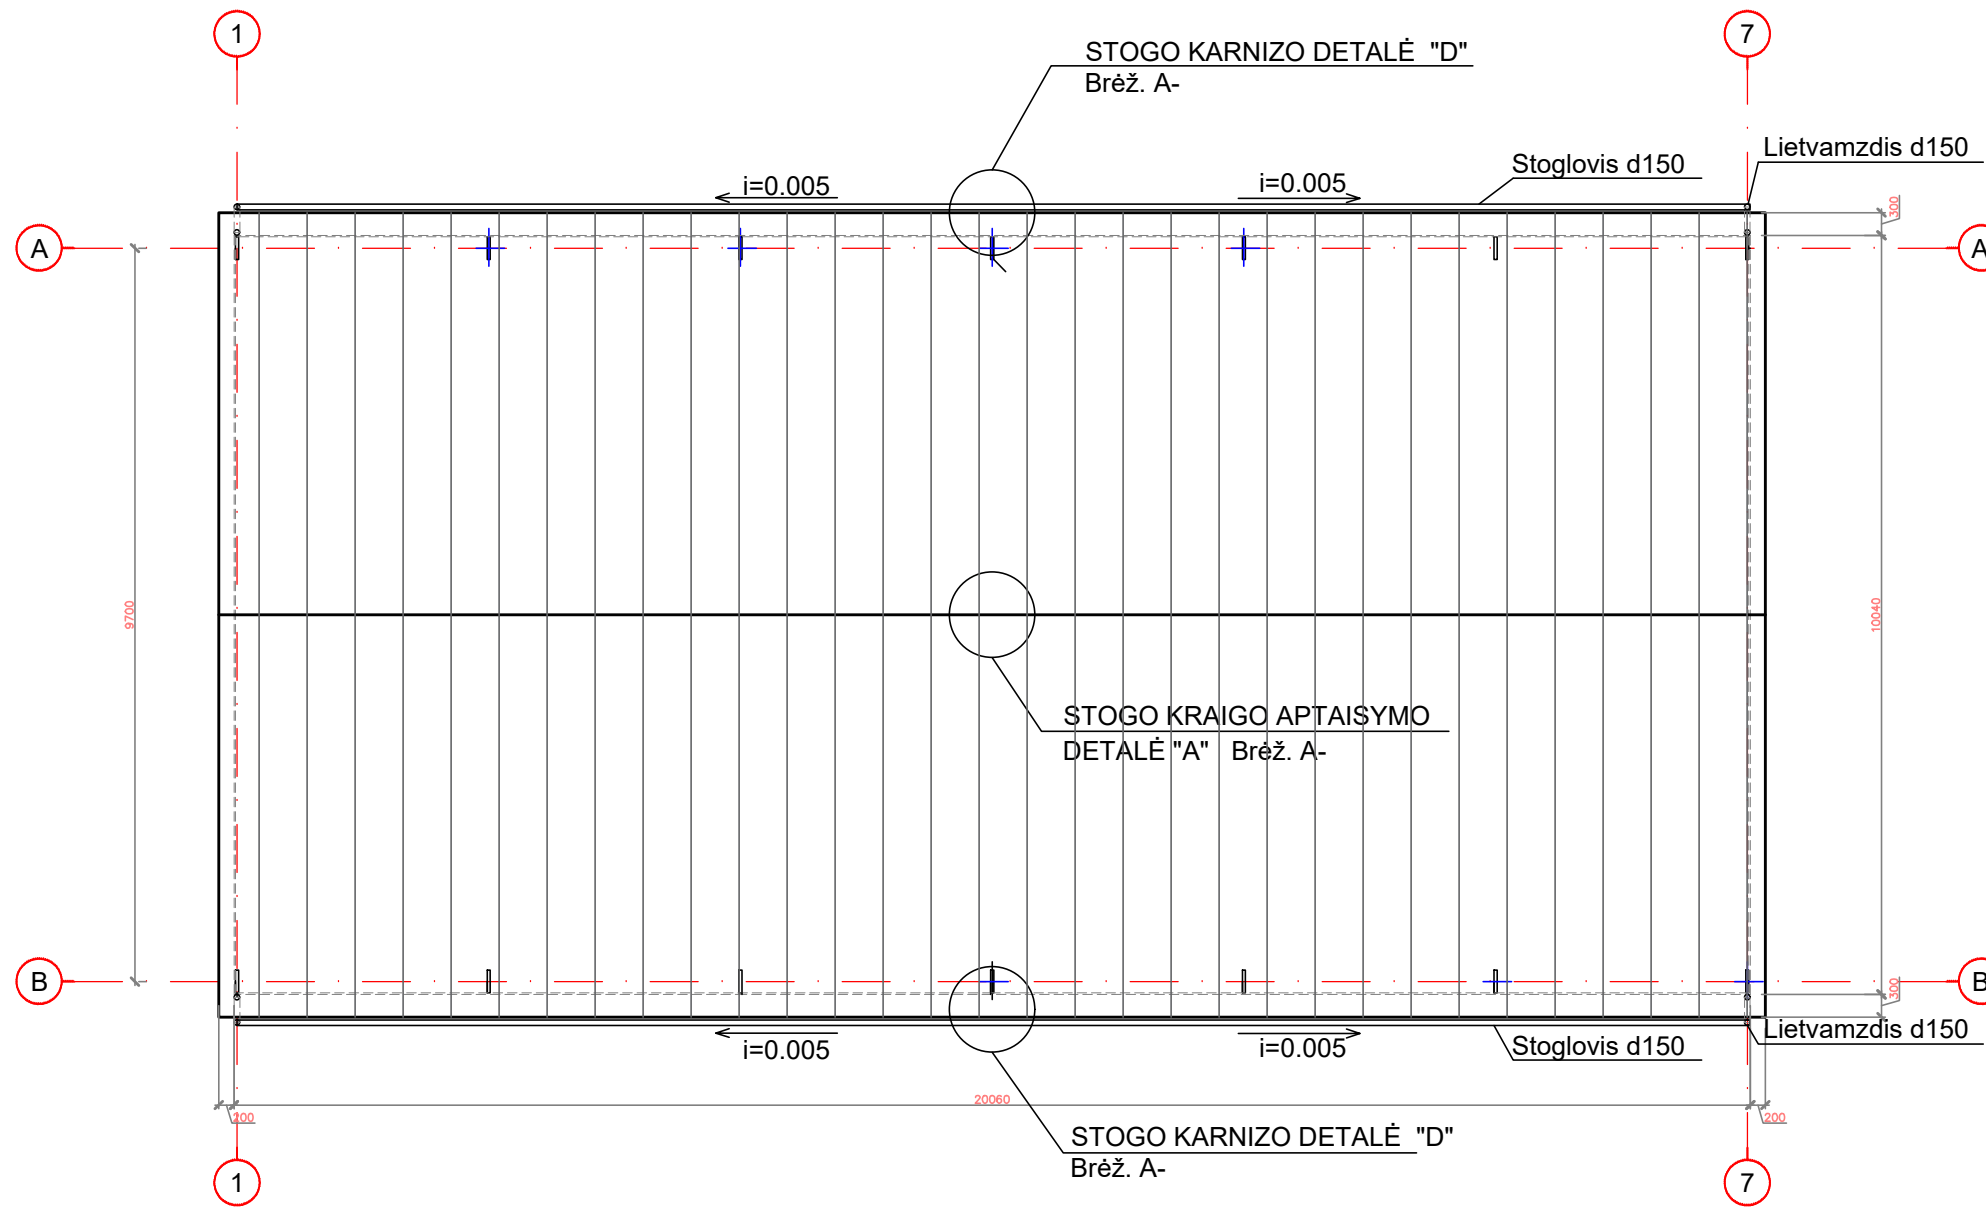 1
7
STOGO KARNIZO DETALĖ "D"
Brėž. A-
Lietvamzdis d150
Stoglovis d150
i=0.005
i=0.005
300
A
A
9700
10040
STOGO KRAIGO APTAISYMO
DETALĖ "A" Brėž. A-
B
B
300
Lietvamzdis d150
i=0.005
i=0.005
Stoglovis d150
20060
200
200
STOGO KARNIZO DETALĖ "D"
Brėž. A-
1
7